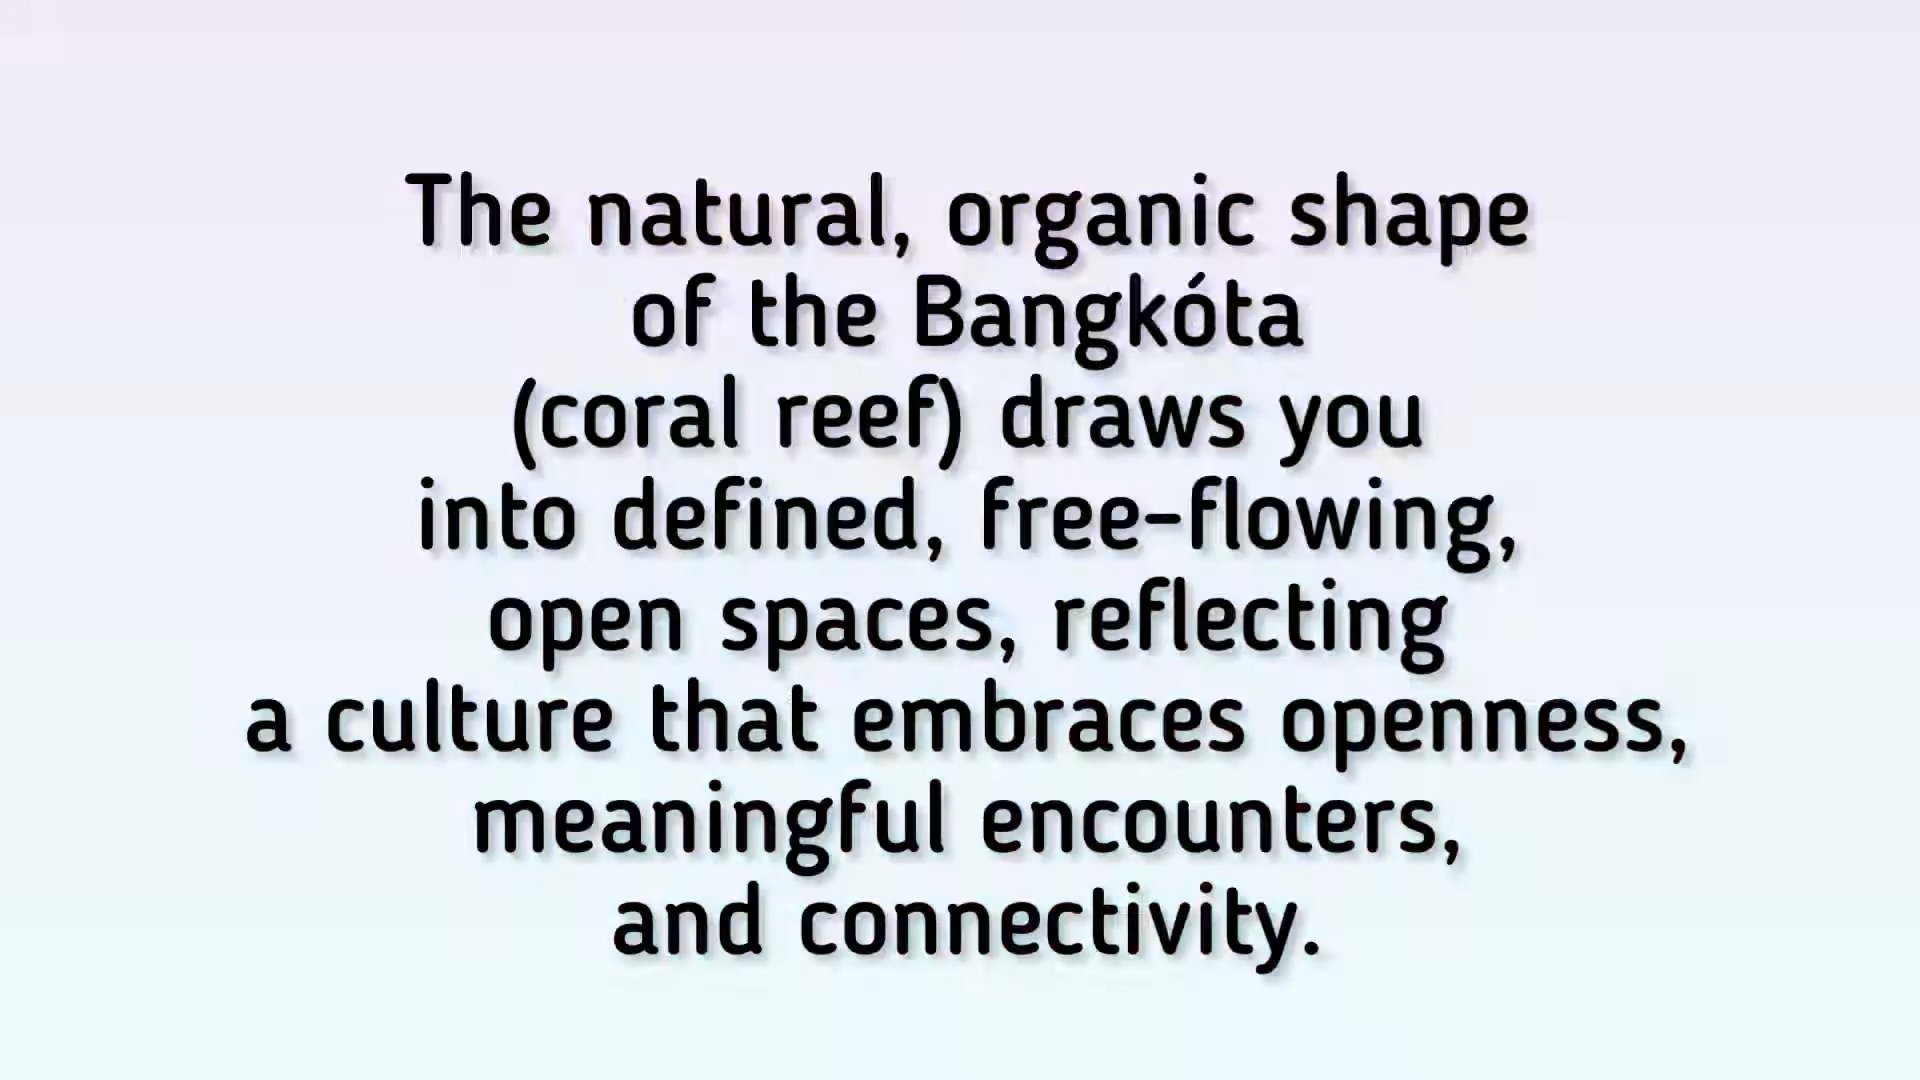 The natural, organic shape
of the Bangkóta
(coral reef) draws you
into defined, free-flowing,
open spaces, reflecting
a culture that embraces openness,
meaningful encounters,
and connectivity.